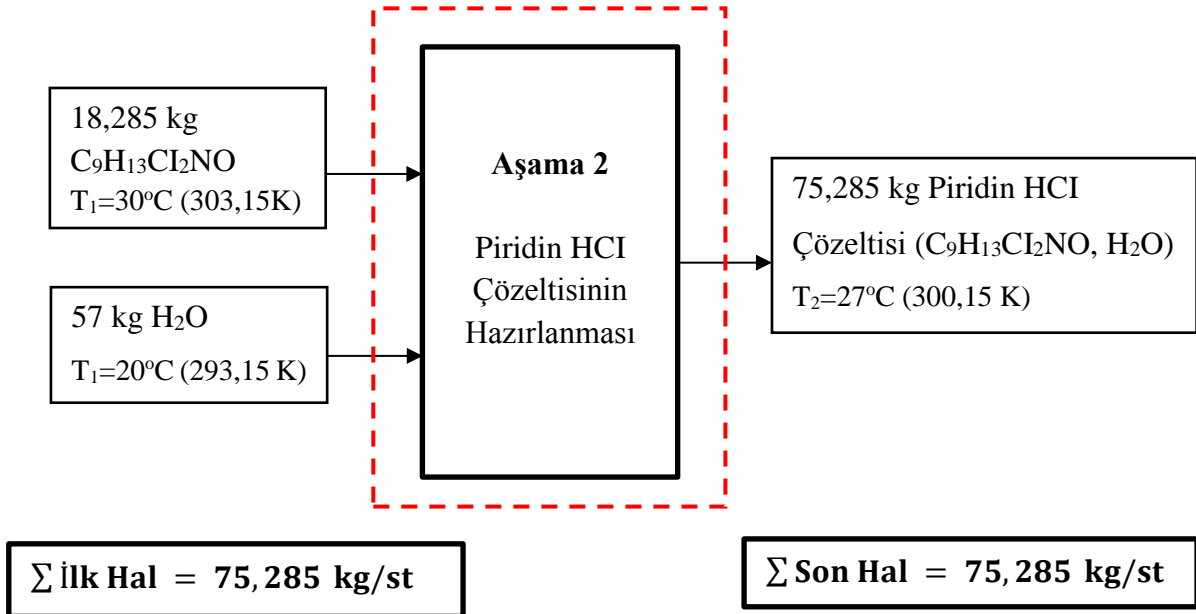 18,285 kg
C₉H₁₃CI₂NO
T₁=30°C (303,15K)
57 kg H₂O
T₁=20°C (293,15 K)
Aşama 2
Piridin HCI
Çözeltisinin
Hazırlanması
75,285 kg Piridin HCI
Çözeltisi (C₉H₁₃CI₂NO, H₂O)
T₂=27°C (300,15 K)
∑ İlk Hal = 75,285 kg/st
∑ Son Hal = 75,285 kg/st